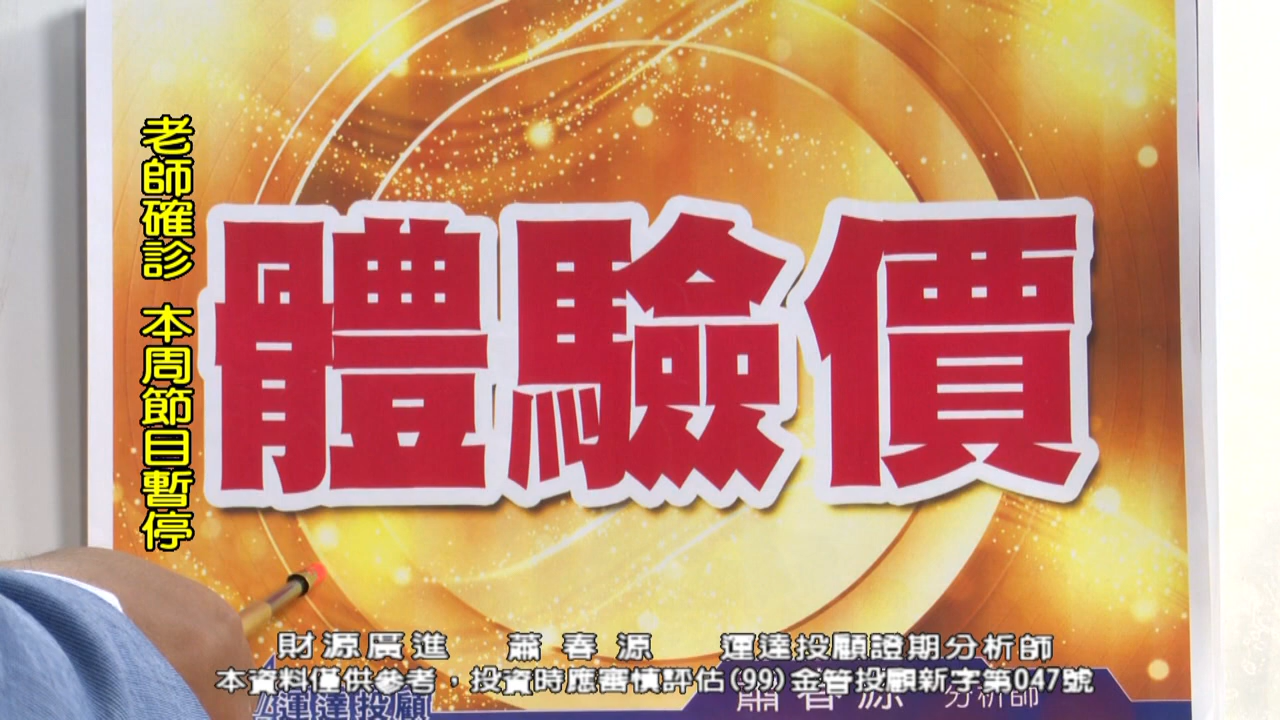 老師確診 本周節目暫停
體驗價
財源廣進 蕭春源 運達投顧證期分析師
本資料僅供參考，投資時應審慎評估(99)金管投顧新字第047號
運達投顧 蕭春源 分析師